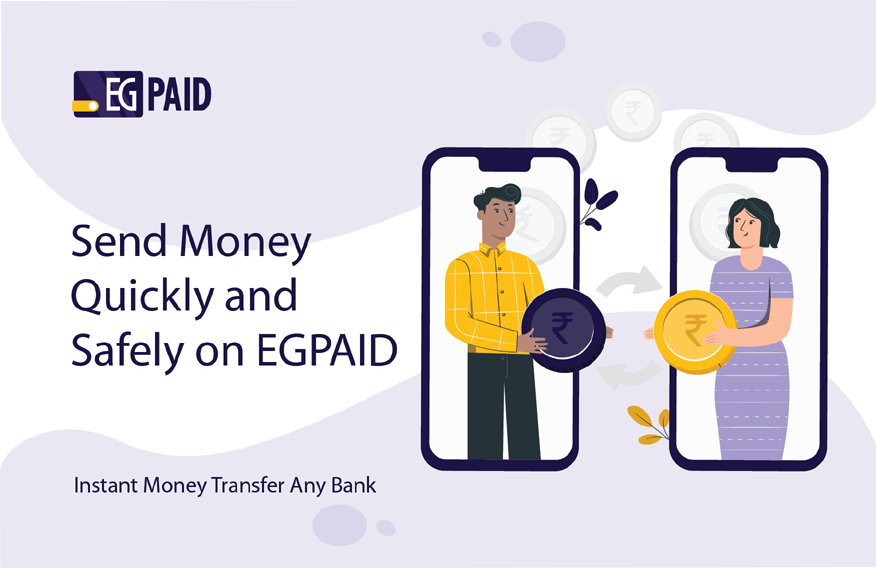 EG PAID
Send Money
Quickly and
Safely on EGPAID
₹
₹
₹
₹
₹
₹
₹
Instant Money Transfer Any Bank